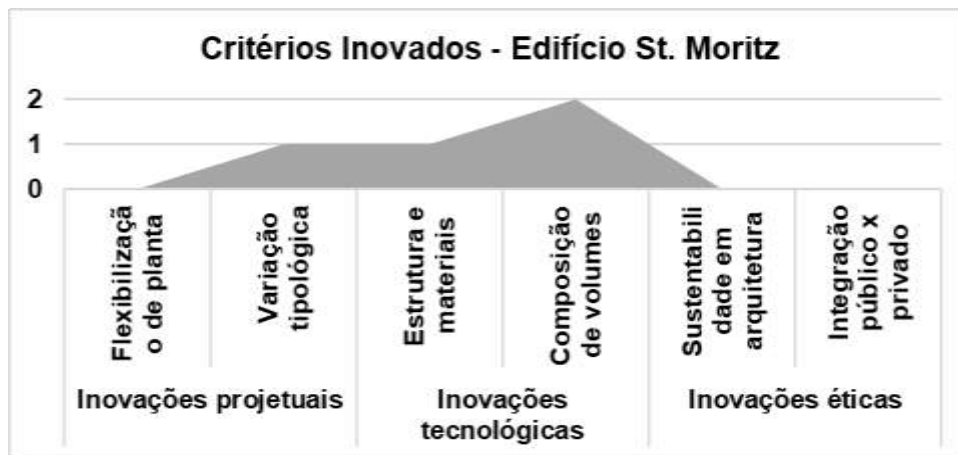 Critérios Inovados - Edifício St. Moritz
2
1
0
Flexibilizaçã
o de planta
Variação
tipológica
Estrutura e
materiais
Composição
de volumes
Sustentabili
dade em
arquitetura
Integração
público x
privado
Inovações projetuais
Inovações
tecnológicas
Inovações éticas